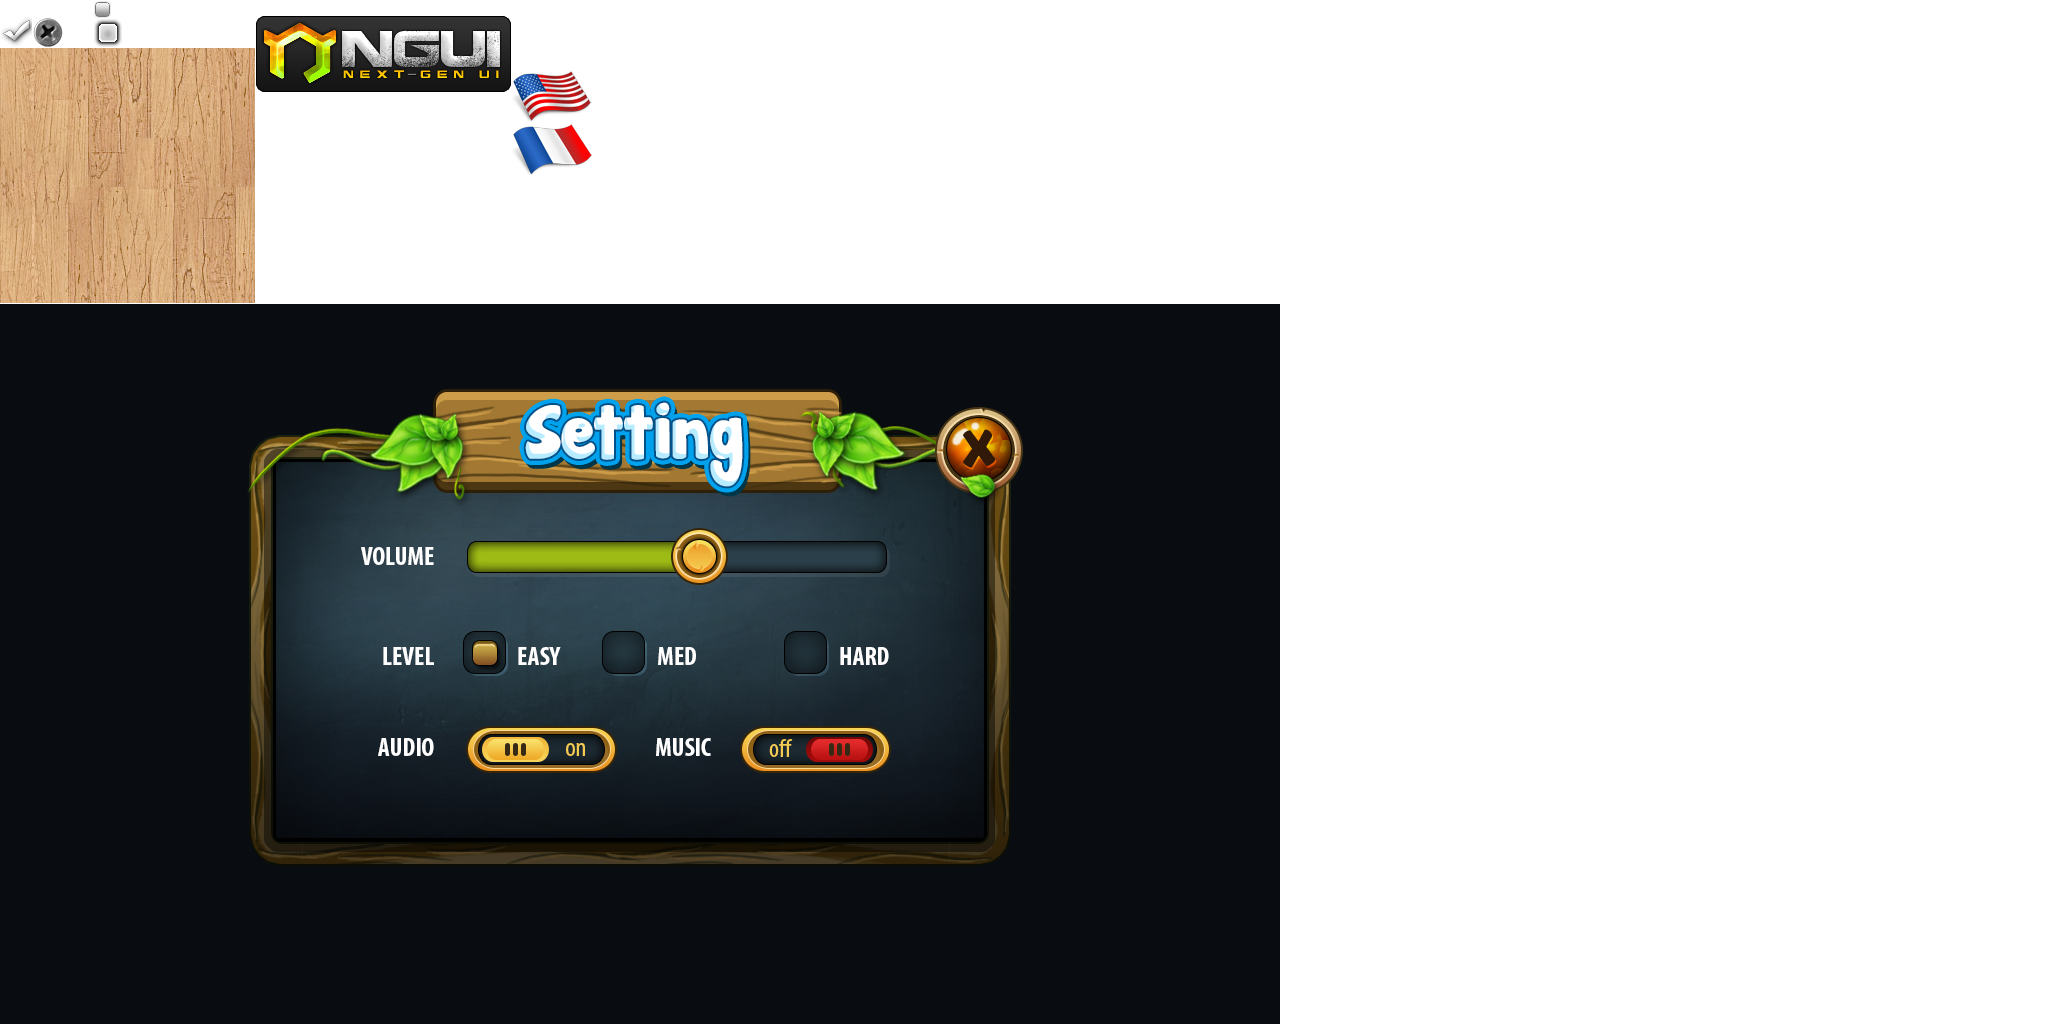 NGUI
NEXT-GEN UI
Setting
VOLUME
LEVEL EASY MED HARD
AUDIO on MUSIC off